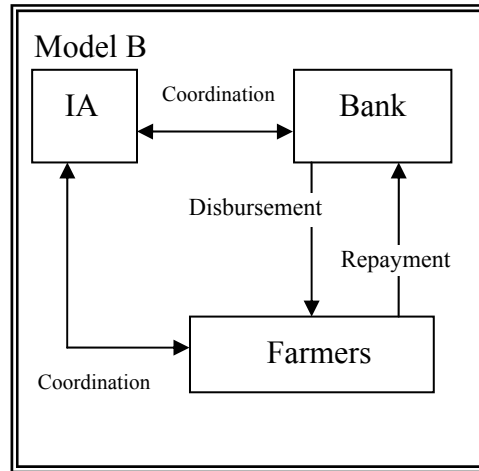 Model B
IA
Coordination
Bank
Disbursement
Repayment
Farmers
Coordination